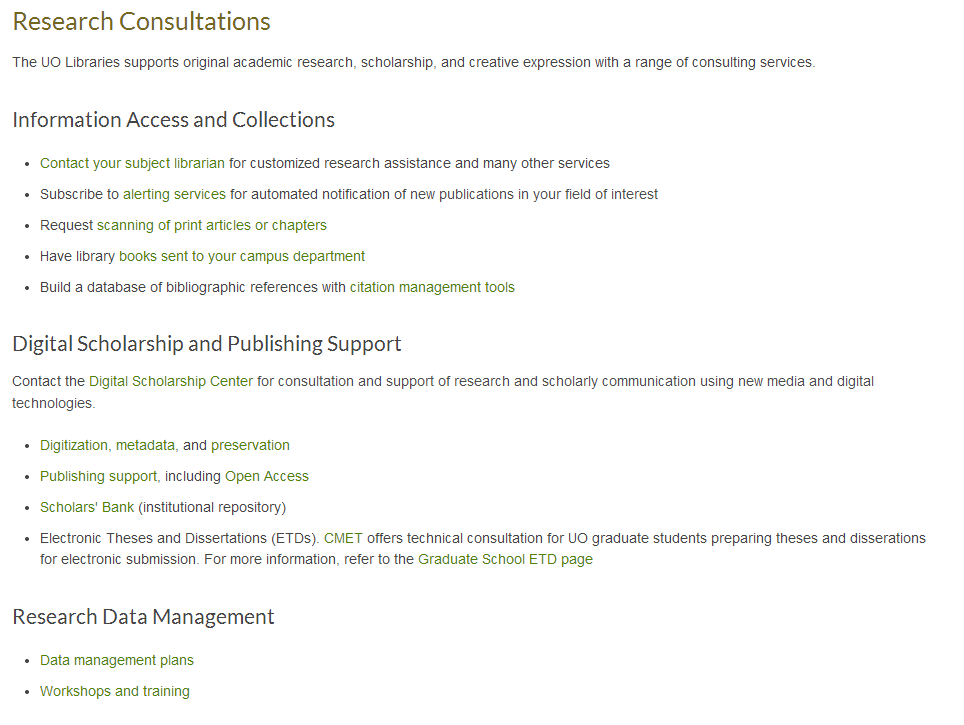 Research Consultations
The UO Libraries supports original academic research, scholarship, and creative expression with a range of consulting services.
Information Access and Collections
Contact your subject librarian for customized research assistance and many other services
Subscribe to alerting services for automated notification of new publications in your field of interest
Request scanning of print articles or chapters
Have library books sent to your campus department
Build a database of bibliographic references with citation management tools
Digital Scholarship and Publishing Support
Contact the Digital Scholarship Center for consultation and support of research and scholarly communication using new media and digital
technologies.
Digitization, metadata, and preservation
Publishing support, including Open Access
Scholars' Bank (institutional repository)
Electronic Theses and Dissertations (ETDs). CMET offers technical consultation for UO graduate students preparing theses and disserations
for electronic submission. For more information, refer to the Graduate School ETD page
Research Data Management
Data management plans
Workshops and training